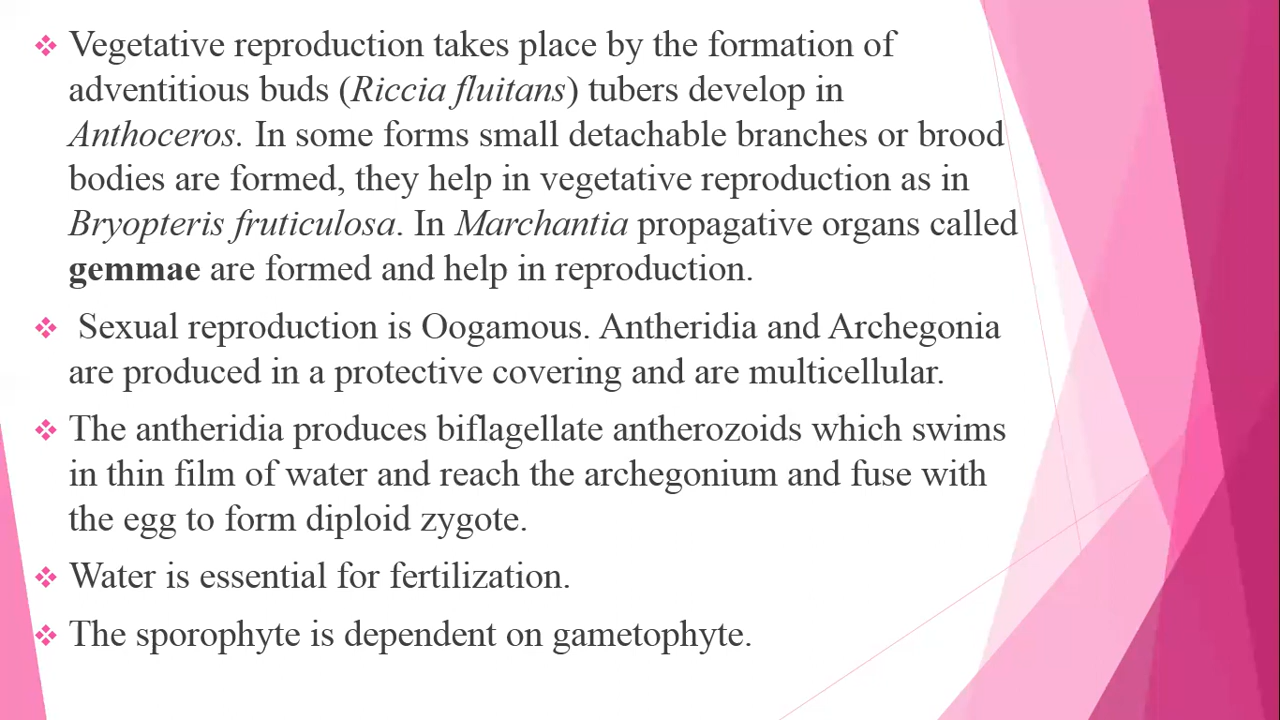 ❖ Vegetative reproduction takes place by the formation of
adventitious buds (Riccia fluitans) tubers develop in
Anthoceros. In some forms small detachable branches or brood
bodies are formed, they help in vegetative reproduction as in
Bryopteris fruticulosa. In Marchantia propagative organs called
gemmae are formed and help in reproduction.
❖ Sexual reproduction is Oogamous. Antheridia and Archegonia
are produced in a protective covering and are multicellular.
❖ The antheridia produces biflagellate antherozoids which swims
in thin film of water and reach the archegonium and fuse with
the egg to form diploid zygote.
❖ Water is essential for fertilization.
❖ The sporophyte is dependent on gametophyte.